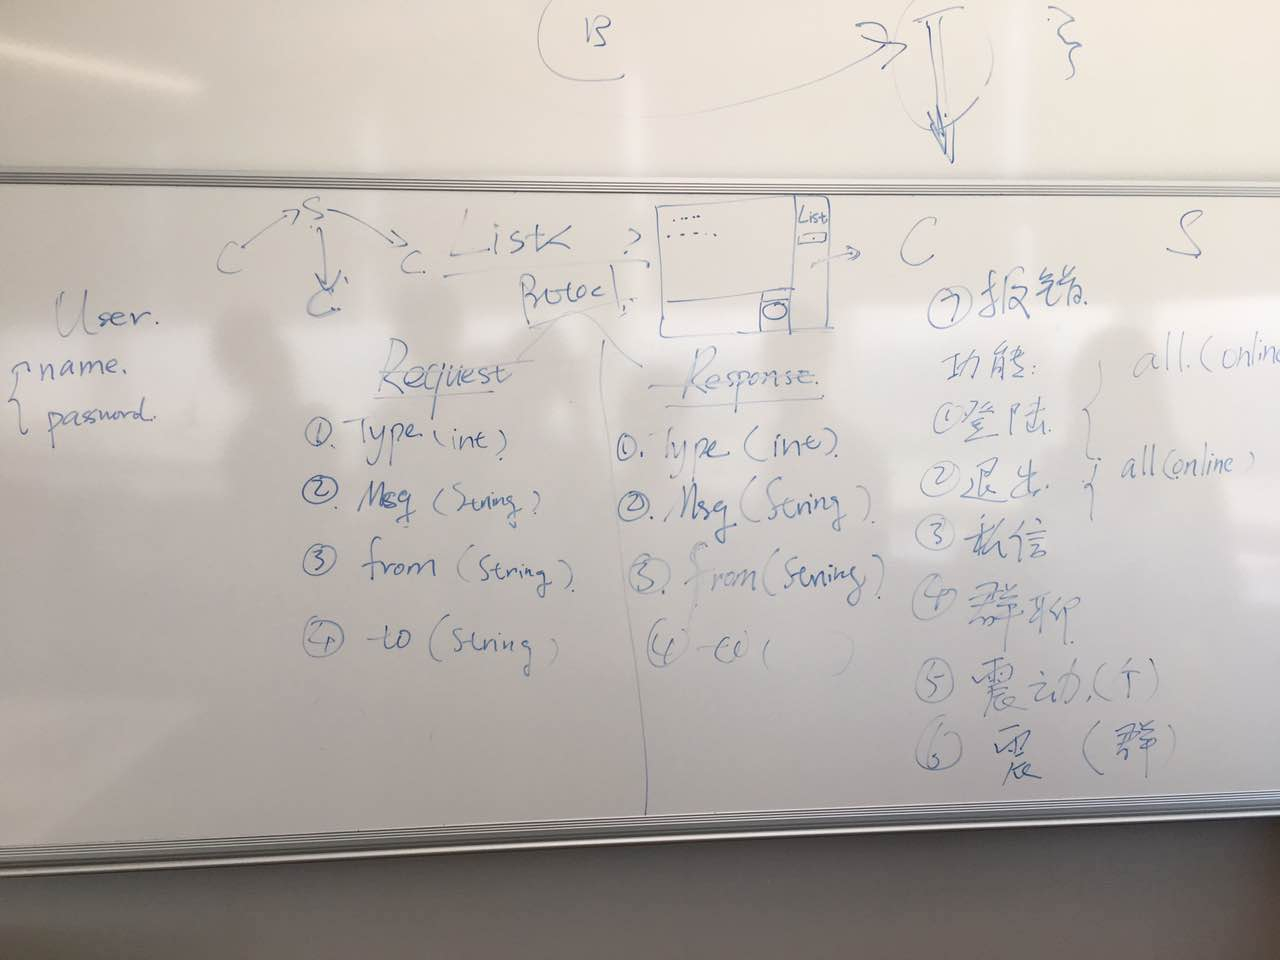 B
S
C
C.
C.
List<
?
Protocl.
List
C
S
User.
name.
password.
Request
①. Type (int)
② Msg (String)
③ from (String)
④ to (String)
Response.
①. Type (int)
②. Msg (String)
③. from (String)
④ to (  )
⑦ 报错.
功能:
① 登陆.
② 退出.
③ 私信
④ 群聊
⑤ 震动.(个)
⑥ 震 (群)
all.(online
all(online)